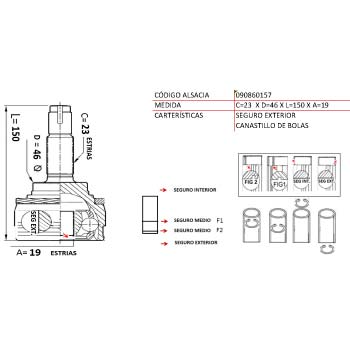 CÓDIGO ALSACIA 090860157
MEDIDA C=23 X D=46 X L=150 X A=19
CARTERÍSTICAS SEGURO EXTERIOR
CANASTILLO DE BOLAS
L= 150
D= 46 Ø
C= 23
ESTRIAS
SEG EXT.
A= 19 ESTRIAS
SEGURO INTERIOR
SEGURO MEDIO F1
SEGURO MEDIO F2
SEGURO EXTERIOR
FIG 2
FIG1
SEG INT.
SEG EXT.